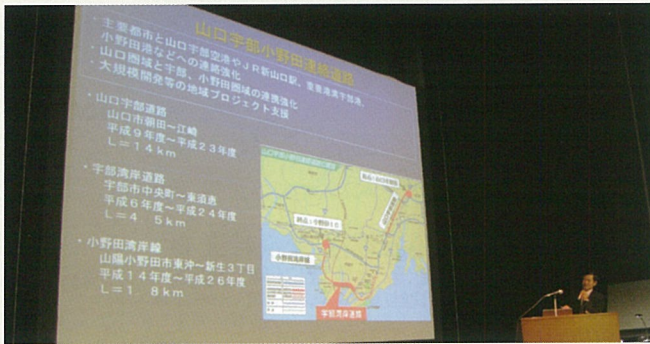 山口宇部小野田連絡道路
・主要都市と山口宇部空港やJR新山口駅、重要港湾宇部港、
小野田港などへの連絡強化
・山口圏域と宇部、小野田圏域の連携強化
・大規模開発等の地域プロジェクト支援
・山口宇部道路
山口市朝田～江崎
平成9年度～平成23年度
L＝14km
・宇部湾岸道路
宇部市中央町～東須恵
平成6年度～平成24年度
L＝4．5km
・小野田湾岸線
山陽小野田市東沖～新生3丁目
平成14年度～平成26年度
L＝1．8km
小野田湾岸線
宇部湾岸道路